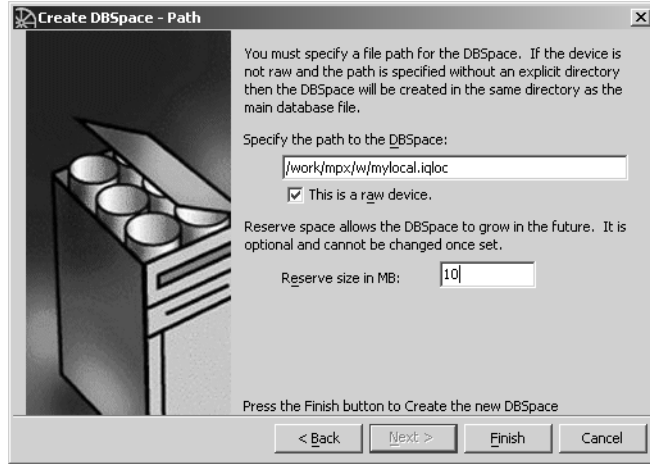 Create DBSpace - Path
You must specify a file path for the DBSpace. If the device is
not raw and the path is specified without an explicit directory
then the DBSpace will be created in the same directory as the
main database file.
Specify the path to the DBSpace:
/work/mpx/w/mylocal.iqloc
This is a raw device.
Reserve space allows the DBSpace to grow in the future. It is
optional and cannot be changed once set.
Reserve size in MB: 10
Press the Finish button to Create the new DBSpace
< Back Next > Finish Cancel